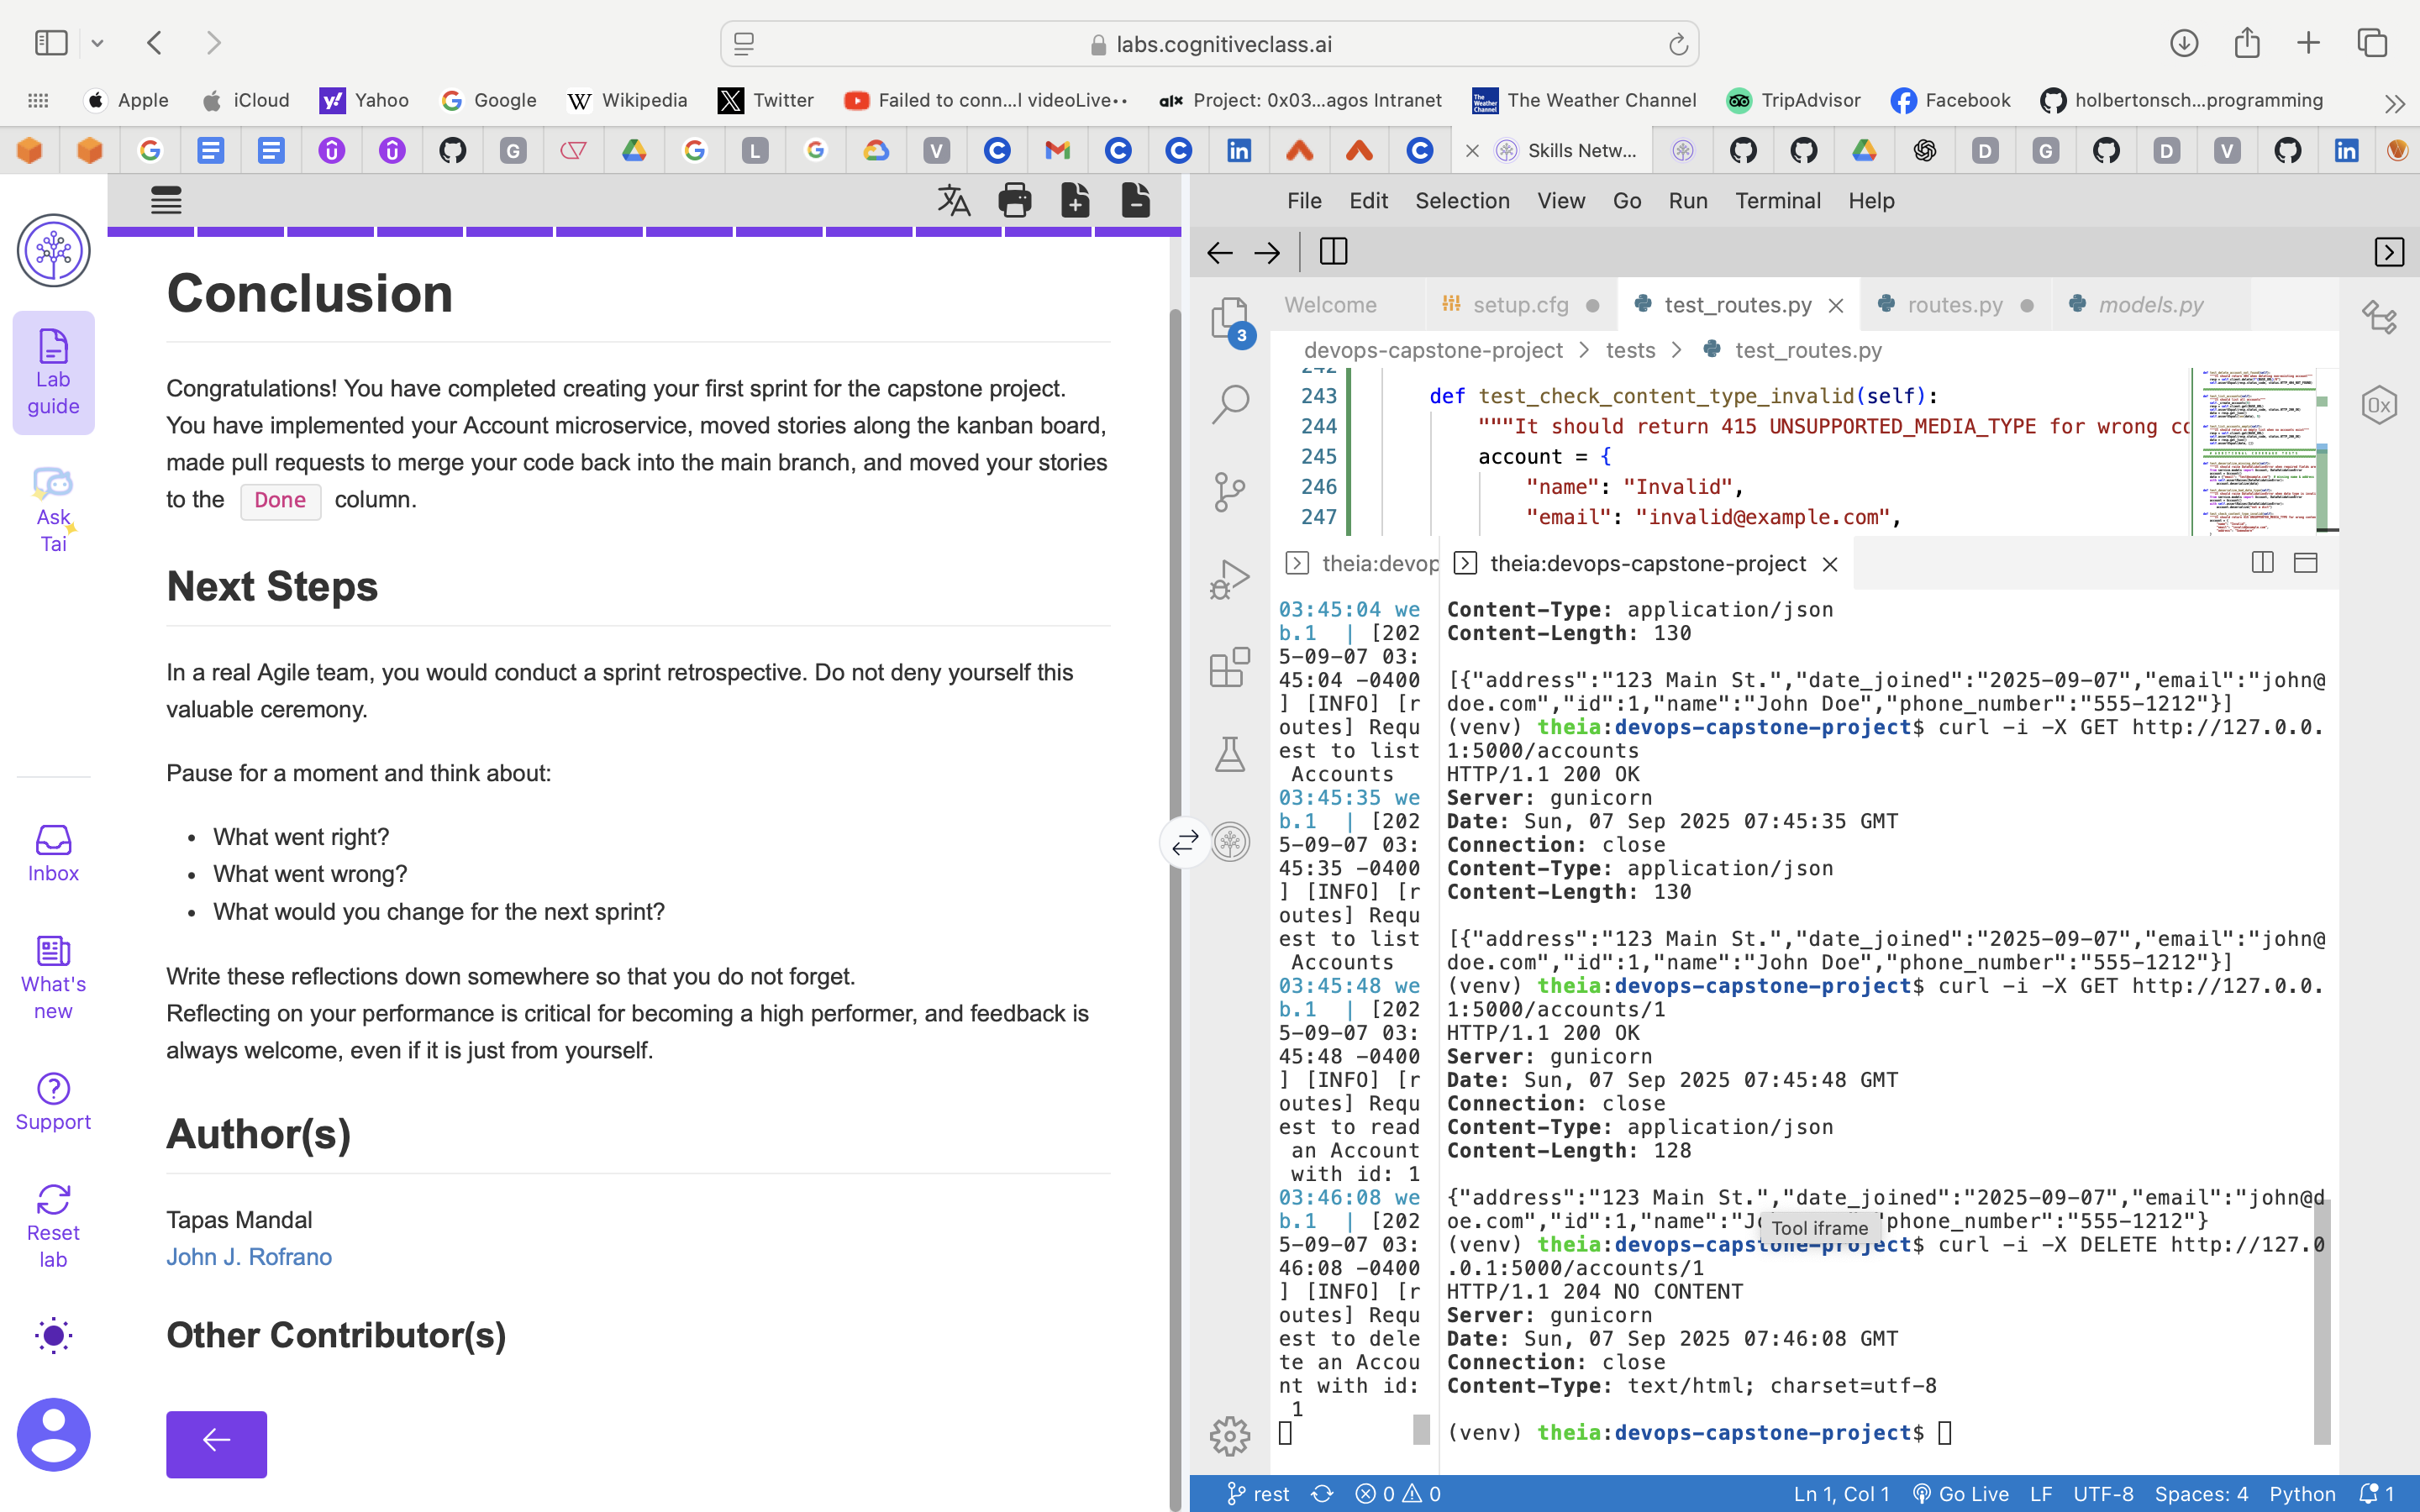 labs.cognitiveclass.ai
Apple
iCloud
Yahoo
Google
Wikipedia
Twitter
Failed to conn...l videoLive··
Project: 0x03...agos Intranet
The Weather Channel
TripAdvisor
Facebook
holbertonsch...programming
Skills Netw...
Lab
guide
Ask
Tai
Inbox
What's
new
Support
Reset
lab
Conclusion
Congratulations! You have completed creating your first sprint for the capstone project.
You have implemented your Account microservice, moved stories along the kanban board,
made pull requests to merge your code back into the main branch, and moved your stories
to the Done column.
Next Steps
In a real Agile team, you would conduct a sprint retrospective. Do not deny yourself this
valuable ceremony.
Pause for a moment and think about:
• What went right?
• What went wrong?
• What would you change for the next sprint?
Write these reflections down somewhere so that you do not forget.
Reflecting on your performance is critical for becoming a high performer, and feedback is
always welcome, even if it is just from yourself.
Author(s)
Tapas Mandal
John J. Rofrano
Other Contributor(s)
File Edit Selection View Go Run Terminal Help
Welcome
setup.cfg
test_routes.py
routes.py
models.py
3
devops-capstone-project > tests > test_routes.py
242
243 def test_check_content_type_invalid(self):
244 """It should return 415 UNSUPPORTED_MEDIA_TYPE for wrong cc
245 account = {
246 "name": "Invalid",
247 "email": "invalid@example.com",
theia:devop
theia:devops-capstone-project
03:45:04 we
b.1 | [202
5-09-07 03:
45:04 -0400
] [INFO] [r
outes] Requ
est to list
Accounts
03:45:35 we
b.1 | [202
5-09-07 03:
45:35 -0400
] [INFO] [r
outes] Requ
est to list
Accounts
03:45:48 we
b.1 | [202
5-09-07 03:
45:48 -0400
] [INFO] [r
outes] Requ
est to read
an Account
with id: 1
03:46:08 we
b.1 | [202
5-09-07 03:
46:08 -0400
] [INFO] [r
outes] Requ
est to dele
te an Accou
nt with id:
1
Content-Type: application/json
Content-Length: 130
[{"address":"123 Main St.","date_joined":"2025-09-07","email":"john@
doe.com","id":1,"name":"John Doe","phone_number":"555-1212"}]
(venv) theia:devops-capstone-project$ curl -i -X GET http://127.0.0.
1:5000/accounts
HTTP/1.1 200 OK
Server: gunicorn
Date: Sun, 07 Sep 2025 07:45:35 GMT
Connection: close
Content-Type: application/json
Content-Length: 130
[{"address":"123 Main St.","date_joined":"2025-09-07","email":"john@
doe.com","id":1,"name":"John Doe","phone_number":"555-1212"}]
(venv) theia:devops-capstone-project$ curl -i -X GET http://127.0.0.
1:5000/accounts/1
HTTP/1.1 200 OK
Server: gunicorn
Date: Sun, 07 Sep 2025 07:45:48 GMT
Connection: close
Content-Type: application/json
Content-Length: 128
{"address":"123 Main St.","date_joined":"2025-09-07","email":"john@d
oe.com","id":1,"name":"Jo phone_number":"555-1212"}
Tool iframe
(venv) theia:devops-capstone-project$ curl -i -X DELETE http://127.0
.0.1:5000/accounts/1
HTTP/1.1 204 NO CONTENT
Server: gunicorn
Date: Sun, 07 Sep 2025 07:46:08 GMT
Connection: close
Content-Type: text/html; charset=utf-8
(venv) theia:devops-capstone-project$
rest
0 0
Ln 1, Col 1
Go Live
LF
UTF-8
Spaces: 4
Python
1